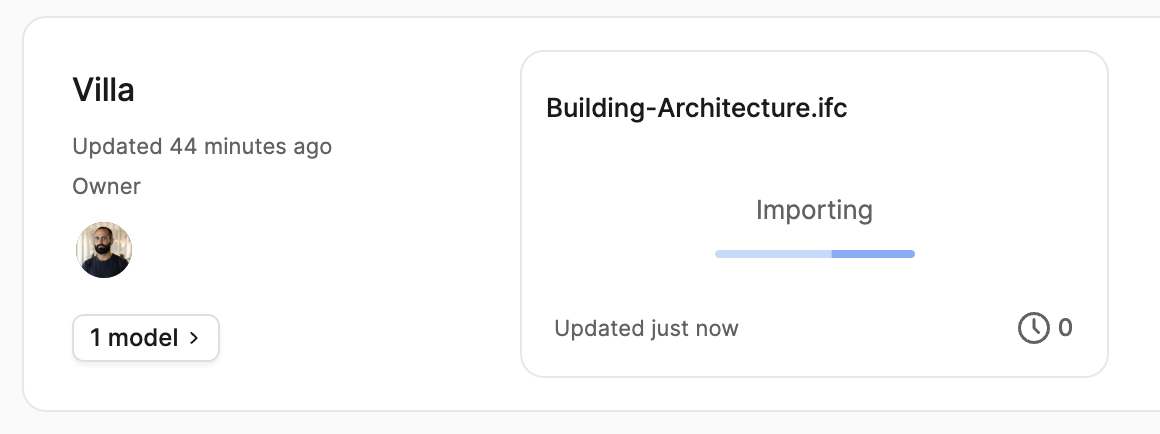 Villa
Updated 44 minutes ago
Owner
1 model
Building-Architecture.ifc
Importing
Updated just now
0